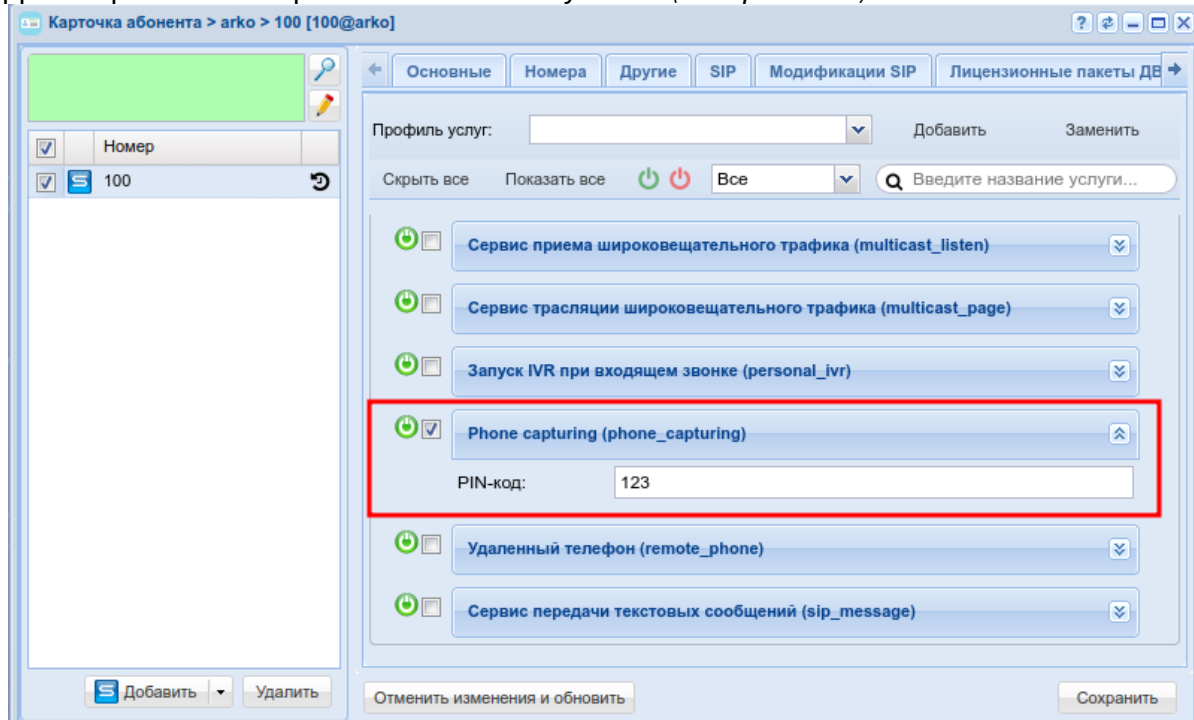 Карточка абонента > arko > 100 [100@arko]
Основные Номера Другие SIP Модификации SIP Лицензионные пакеты ДВ
Профиль услуг: Добавить Заменить
Номер
100
Скрыть все Показать все Все Введите название услуги...
Сервис приема широковещательного трафика (multicast_listen)
Сервис трасляции широковещательного трафика (multicast_page)
Запуск IVR при входящем звонке (personal_ivr)
Phone capturing (phone_capturing)
PIN-код: 123
Удаленный телефон (remote_phone)
Сервис передачи текстовых сообщений (sip_message)
Добавить Удалить
Отменить изменения и обновить Сохранить